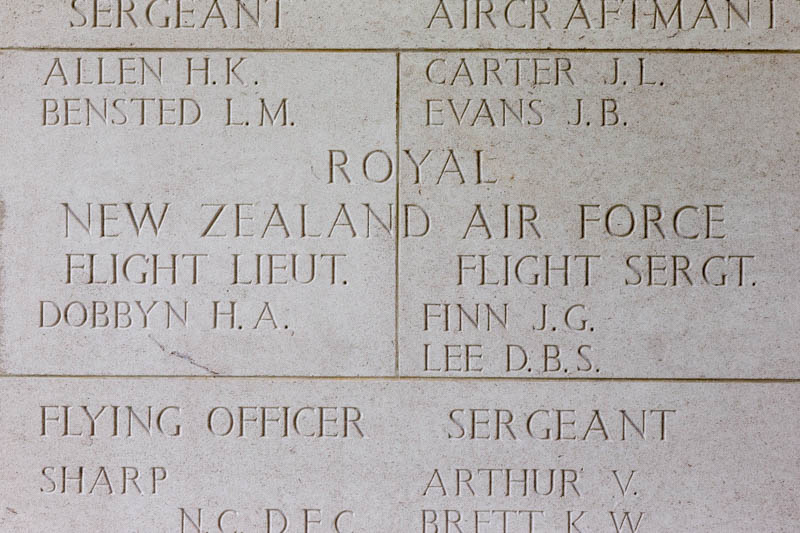 SERGEANT AIRCRAFTMAN I
ALLEN H.K.
BENSTED L.M.
CARTER J.L.
EVANS J.B.
ROYAL
NEW ZEALAND AIR FORCE
FLIGHT LIEUT.
DOBBYN H.A.
FLIGHT SERGT.
FINN J.G.
LEE D.B.S.
FLYING OFFICER
SHARP
N.C. D.F.C.
SERGEANT
ARTHUR V.
BRETT K.W.